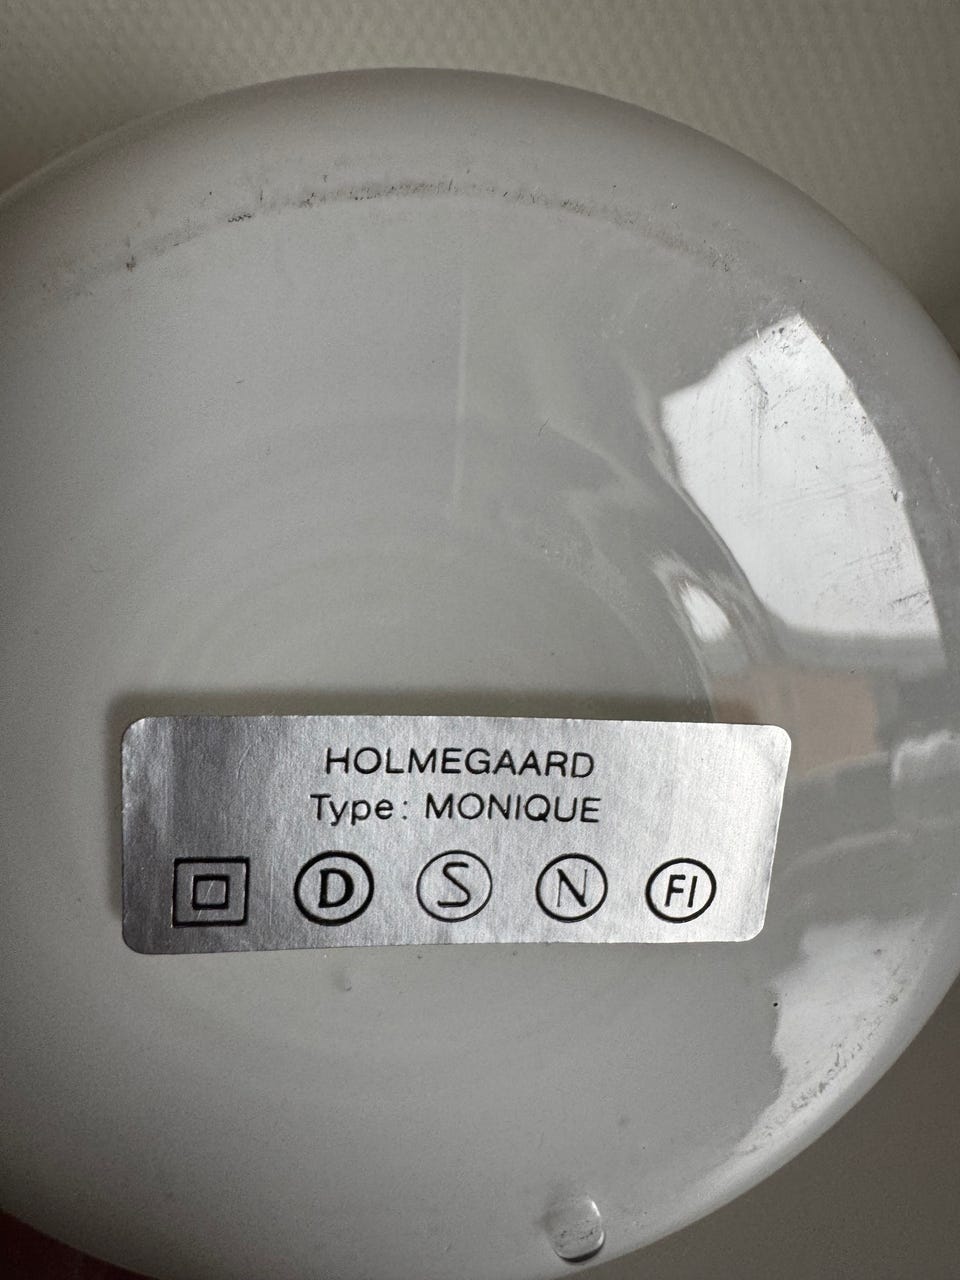 HOLMEGAARD
Type: MONIQUE
D S N FI